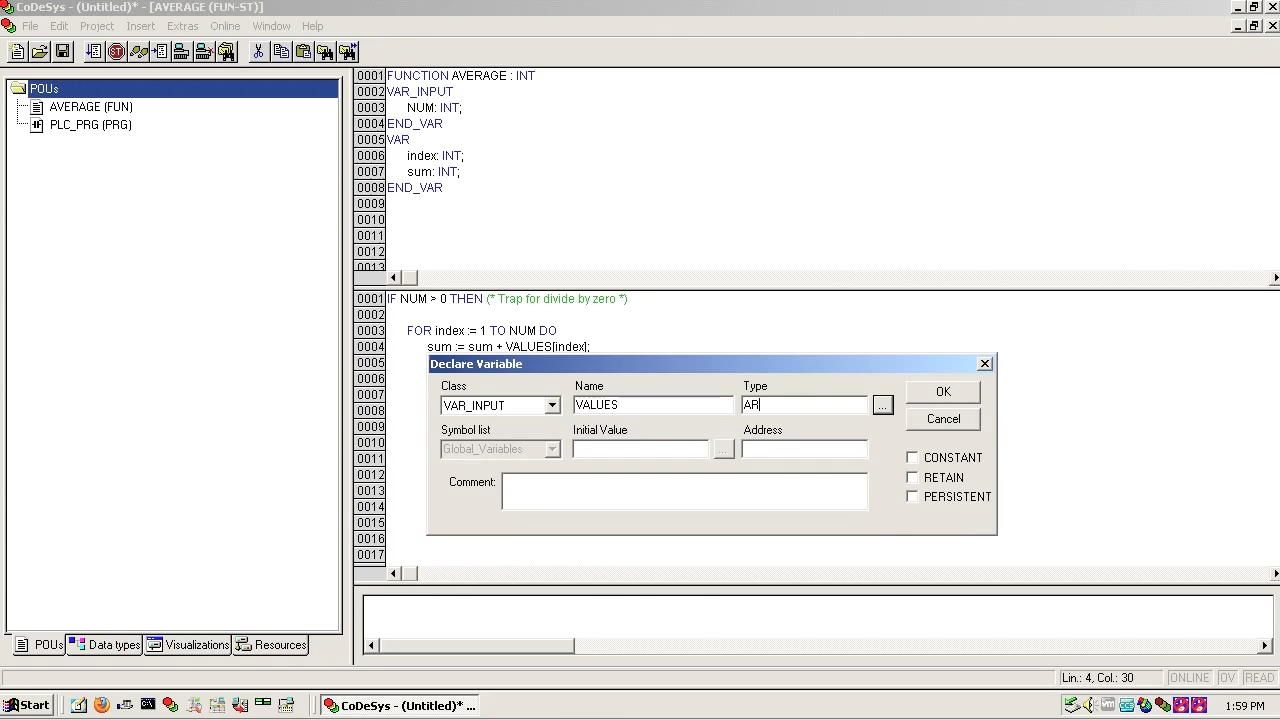 CoDeSys - (Untitled)* - [AVERAGE (FUN-ST)]
File Edit Project Insert Extras Online Window Help
POUs
AVERAGE (FUN)
PLC_PRG (PRG)
0001 FUNCTION AVERAGE : INT
0002 VAR_INPUT
0003 NUM: INT;
0004 END_VAR
0005 VAR
0006 index: INT;
0007 sum: INT;
0008 END_VAR
0009
0010
0011
0012
0013
0001 IF NUM > 0 THEN (* Trap for divide by zero *)
0002
0003 FOR index := 1 TO NUM DO
0004 sum := sum + VALUES[index];
0005
0006
0007
0008
0009
0010
0011
0012
0013
0014
0015
0016
0017
Declare Variable
Class Name Type
VAR_INPUT VALUES AR ... OK
Symbol list Initial Value Address Cancel
Global_Variables ...
CONSTANT
RETAIN
PERSISTENT
Comment:
POUs Data types Visualizations Resources
Lin.: 4, Col.: 30 ONLINE OV READ
Start CoDeSys - (Untitled)* ... 1:59 PM